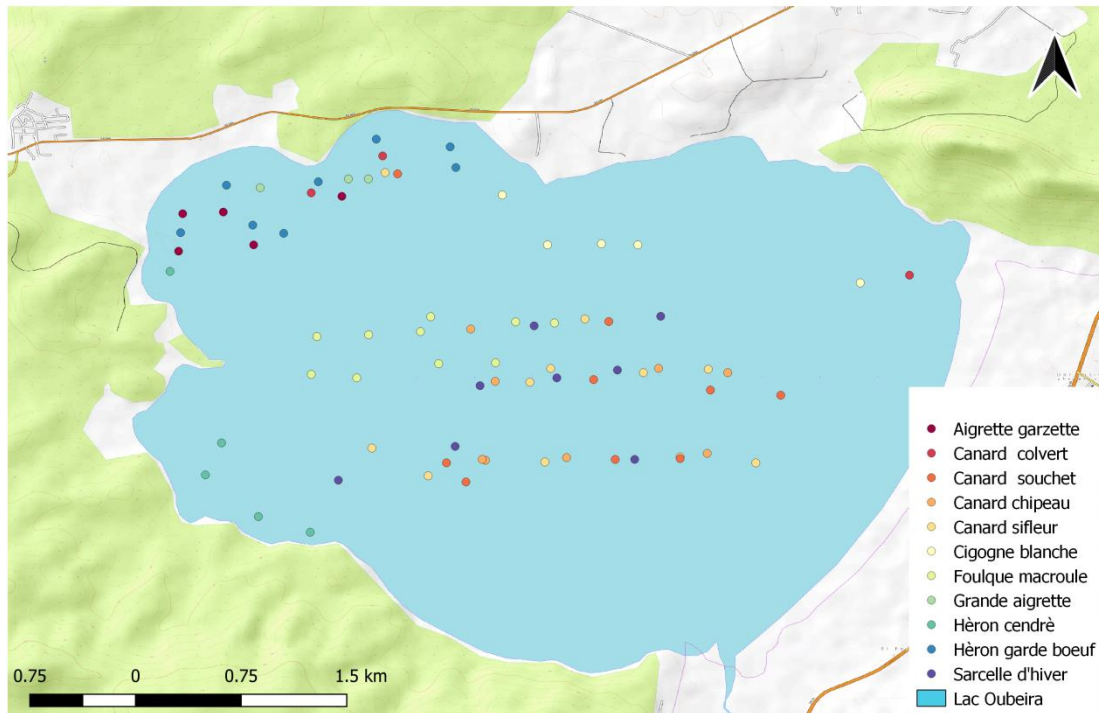 Aigrette garzette
Canard colvert
Canard souchet
Canard chipeau
Canard sifleur
Cigogne blanche
Foulque macroule
Grande aigrette
Hèron cendrè
Hèron garde boeuf
Sarcelle d'hiver
Lac Oubeira
0.75 0 0.75 1.5 km